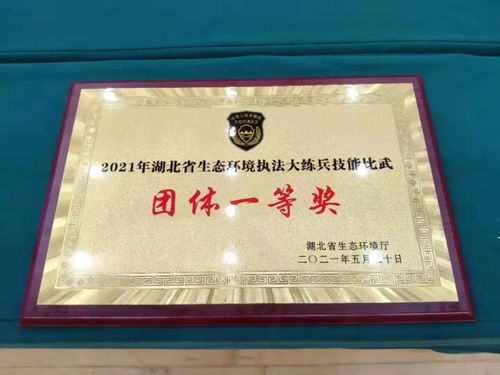 2021年湖北省生态环境执法大练兵技能比武
团体一等奖
湖北省生态环境厅
二〇二一年五月二十日